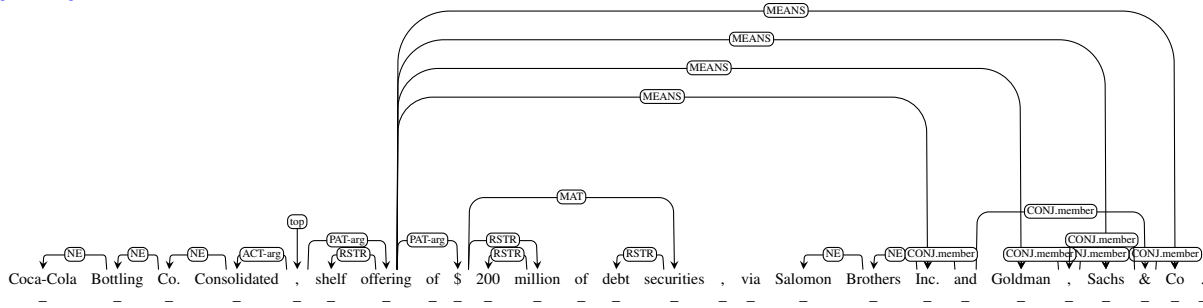 MEANS
MEANS
MEANS
MEANS
MAT
top
CONJ.member
PAT-arg PAT-arg RSTR CONJ.member
NE NE NE ACT-arg RSTR RSTR RSTR NE NE CONJ.member CONJ.member NJ.member CONJ.member
Coca-Cola Bottling Co. Consolidated , shelf offering of $ 200 million of debt securities , via Salomon Brothers Inc. and Goldman , Sachs & Co .
_ _ _ _ _ _ _ _ _ _ _ _ _ _ _ _ _ _ _ _ _ _ _ _ _ _